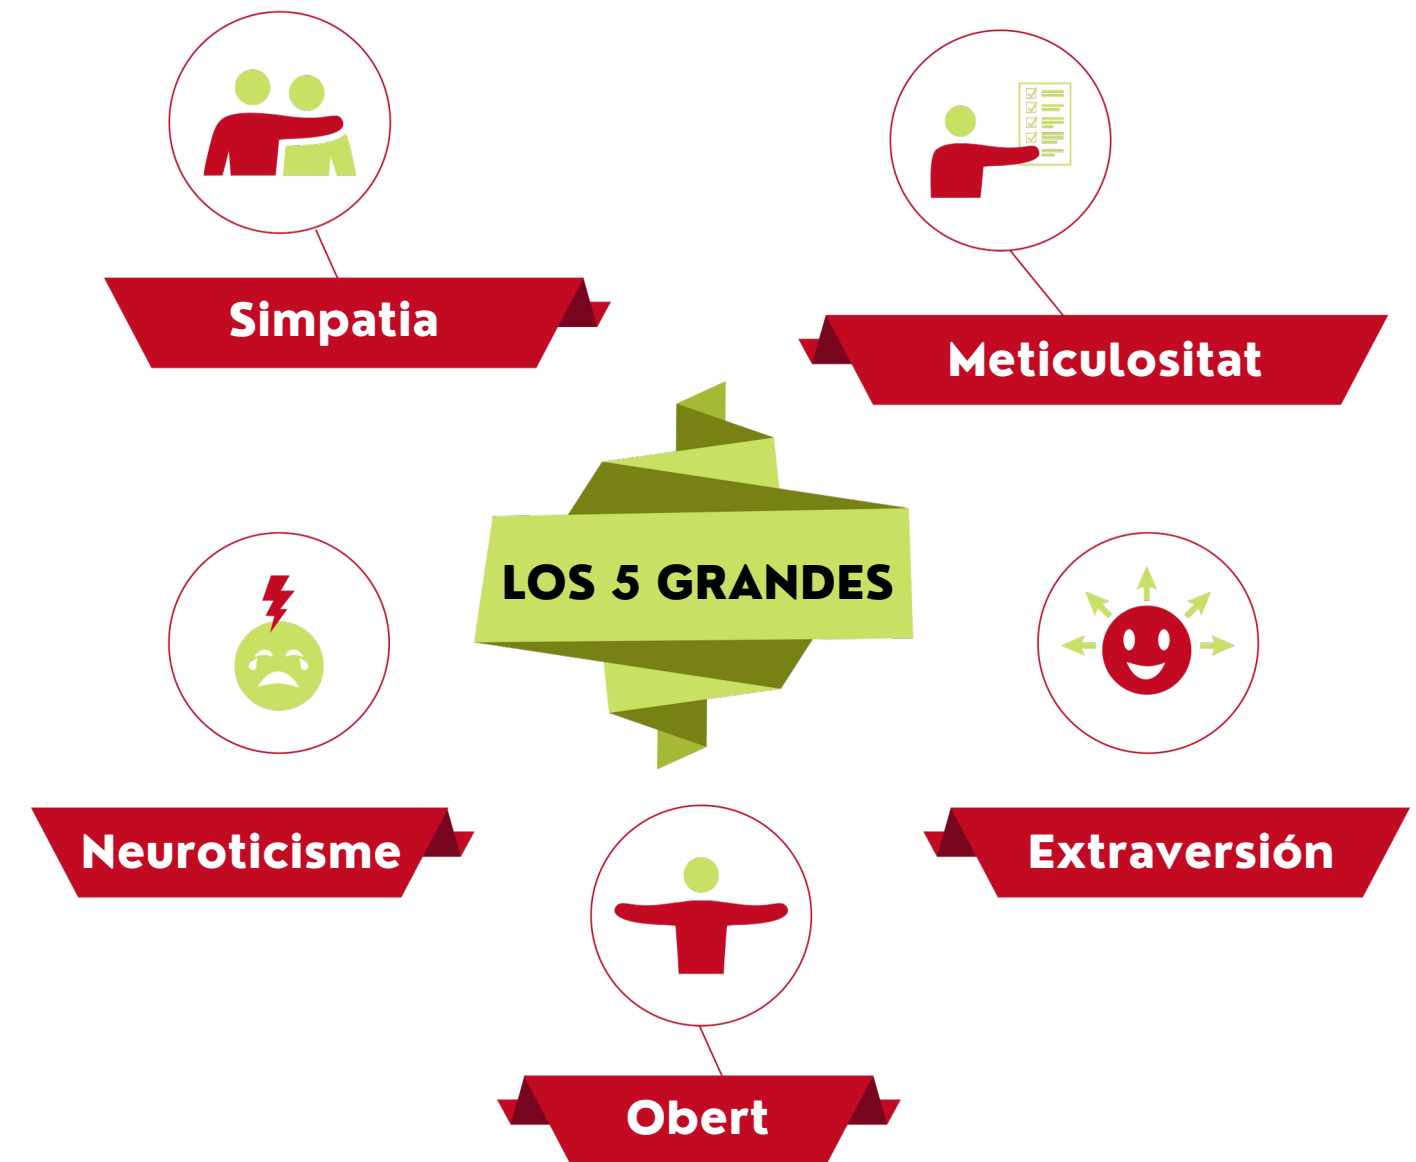 Simpatia
Meticulositat
LOS 5 GRANDES
Neuroticisme
Extraversión
Obert